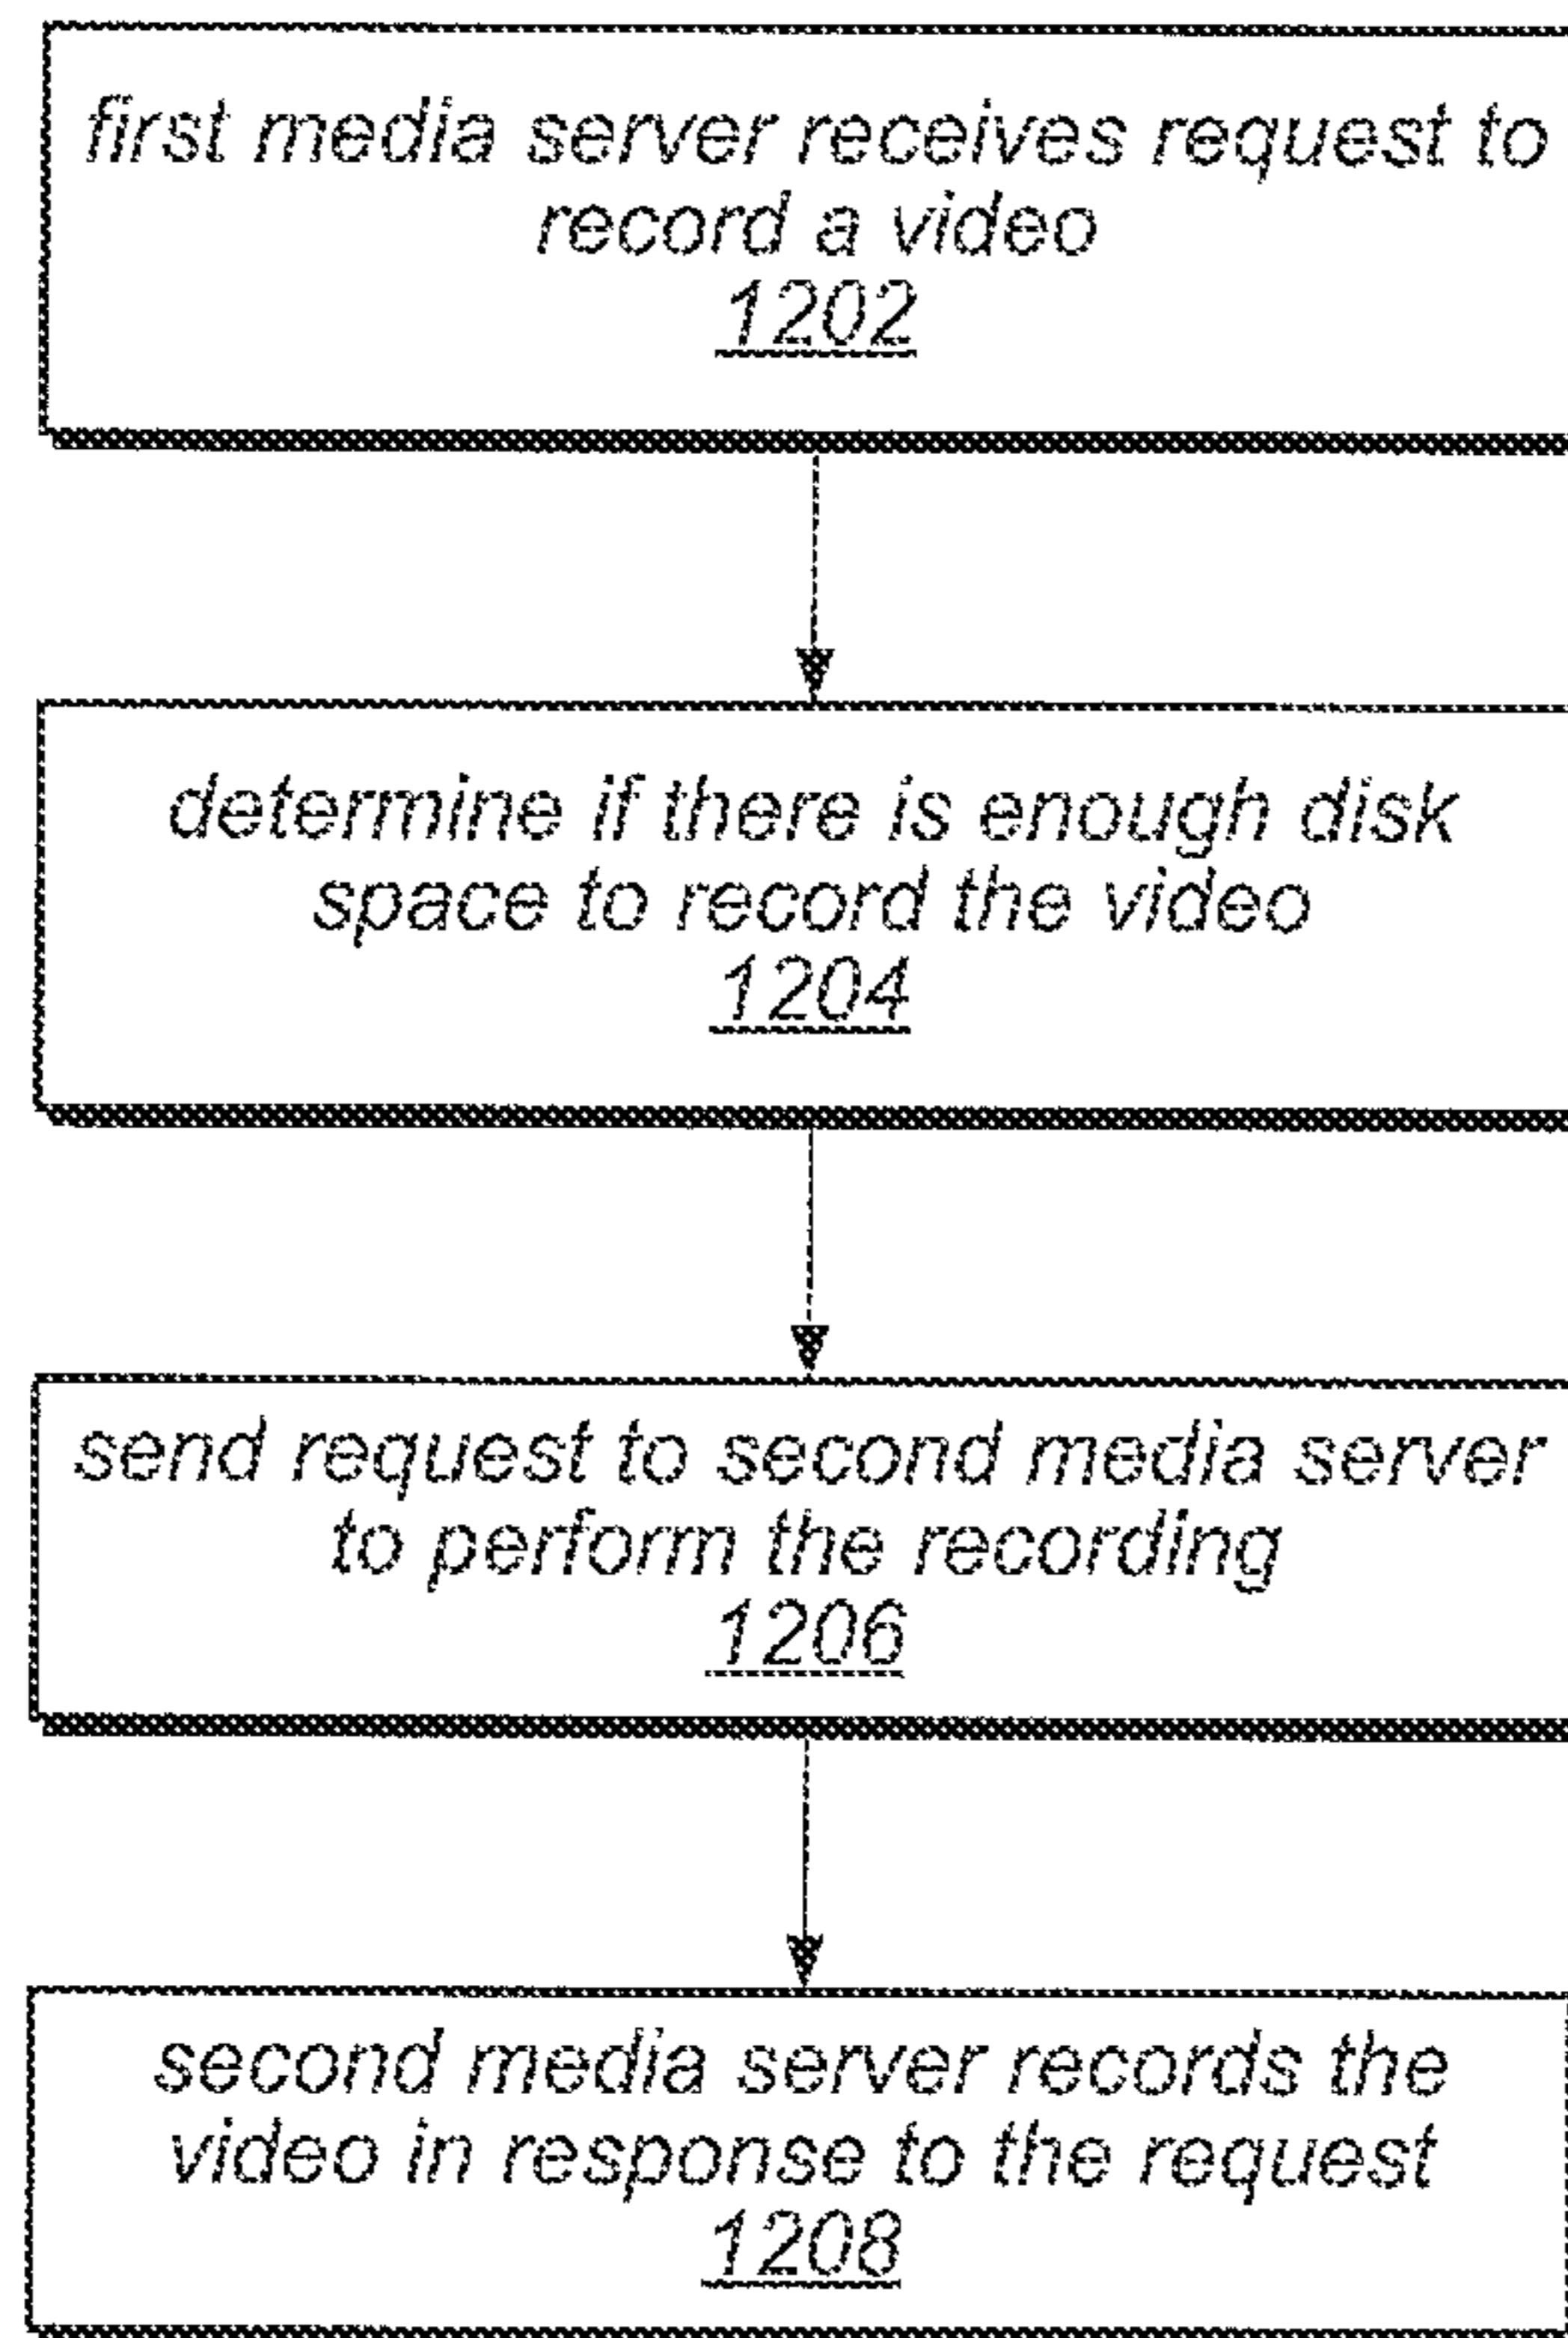 first media server receives request to
record a video
1202
determine if there is enough disk
space to record the video
1204
send request to second media server
to perform the recording
1206
second media server records the
video in response to the request
1208